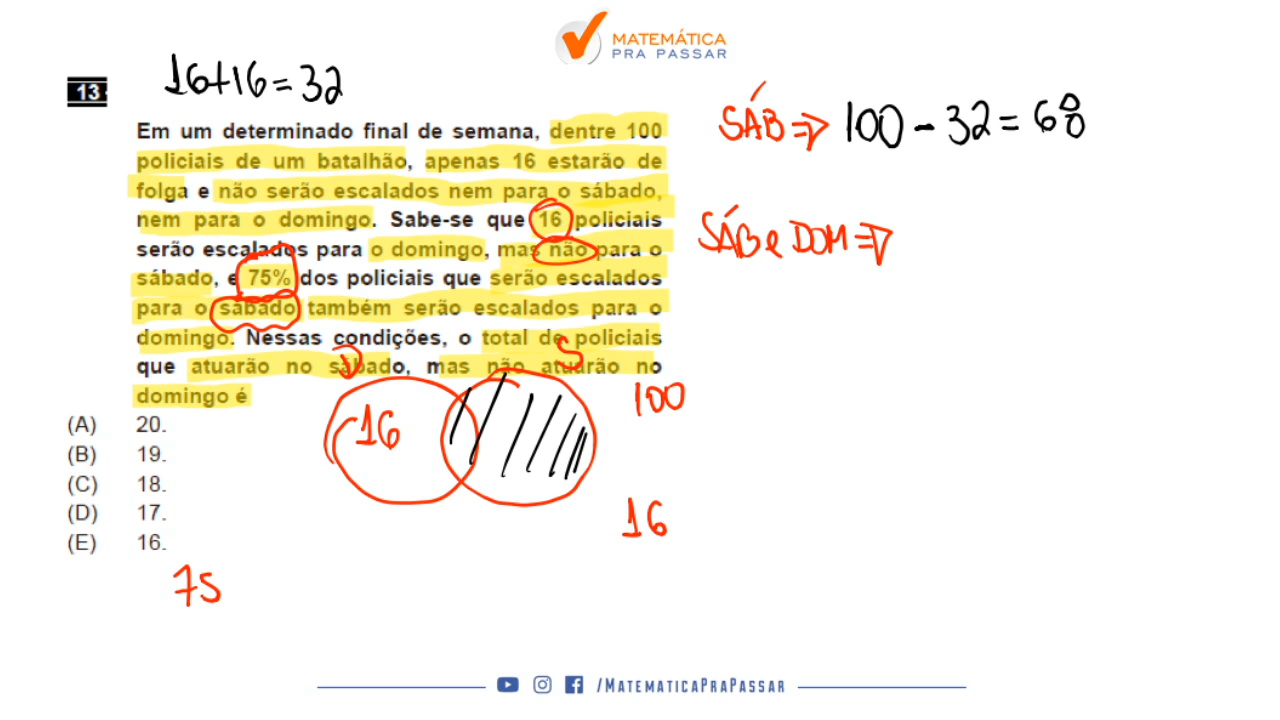 MATEMÁTICA
PRA PASSAR
16+16=32
13
SÁB ⇒ 100 - 32 = 68
Em um determinado final de semana, dentre 100
policiais de um batalhão, apenas 16 estarão de
folga e não serão escalados nem para o sábado,
nem para o domingo. Sabe-se que 16 policiais
serão escalados para o domingo, mas não para o
sábado, e 75% dos policiais que serão escalados
para o sábado também serão escalados para o
domingo. Nessas condições, o total de policiais
que atuarão no sábado, mas não atuarão no
domingo é
SÁB e DOM ⇒
D
S
100
16
16
(A) 20.
(B) 19.
(C) 18.
(D) 17.
(E) 16.
75
/MatematicaPraPassar